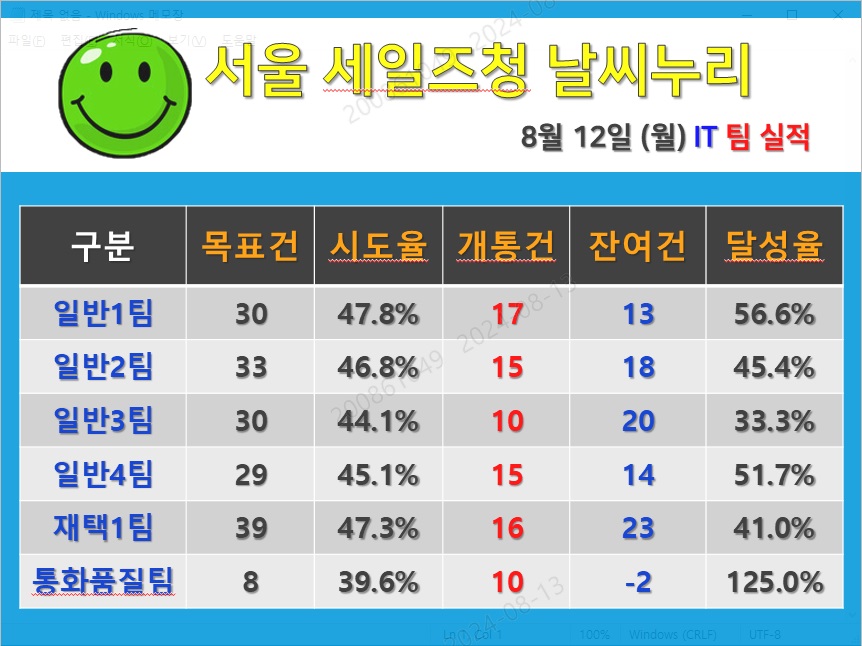 제목 없음 - Windows 메모장
파일(F) 편집(E) 서식(O) 보기(V) 도움말
서울 세일즈청 날씨누리
8월 12일 (월) IT 팀 실적
구분 목표건 시도율 개통건 잔여건 달성율
일반1팀 30 47.8% 17 13 56.6%
일반2팀 33 46.8% 15 18 45.4%
일반3팀 30 44.1% 10 20 33.3%
일반4팀 29 45.1% 15 14 51.7%
재택1팀 39 47.3% 16 23 41.0%
통화품질팀 8 39.6% 10 -2 125.0%
200861049 2024-08-13
2024-08-13
100% Windows (CRLF) UTF-8